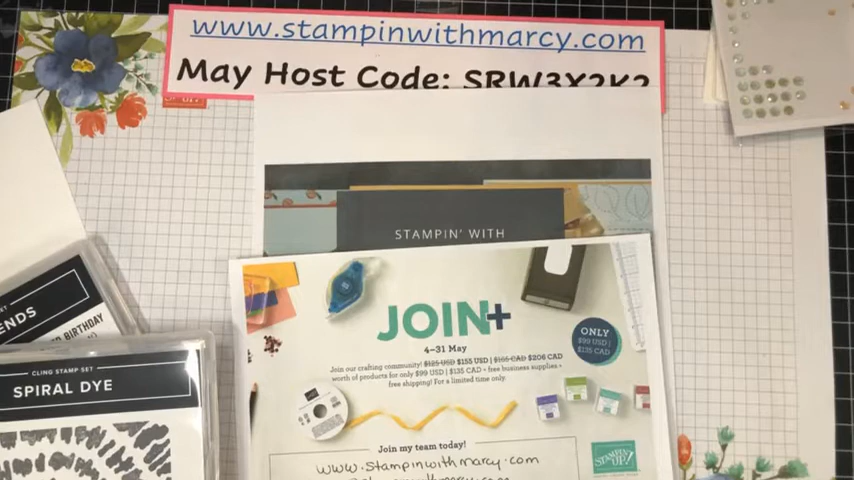 www.stampinwithmarcy.com
May Host Code: SRW3X2K2
STAMPIN' WITH
JOIN+
4–31 May
Join our crafting community! $125 USD $155 USD | $165 CAD $206 CAD
worth of products for only $99 USD | $135 CAD + free business supplies +
free shipping! For a limited time only.
ONLY
$99 USD |
$135 CAD
Join my team today!
www.stampinwithmarcy.com
STAMPIN' UP!
ENDS
BIRTHDAY
CLING STAMP SET
SPIRAL DYE